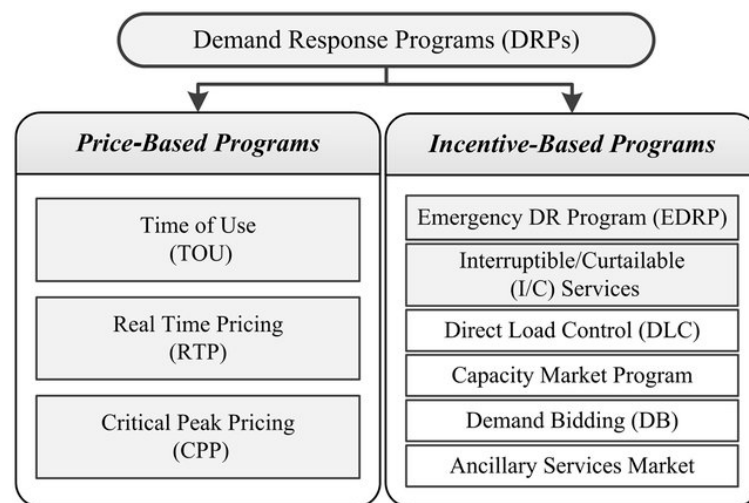 Demand Response Programs (DRPs)
Price-Based Programs
Time of Use
(TOU)
Real Time Pricing
(RTP)
Critical Peak Pricing
(CPP)
Incentive-Based Programs
Emergency DR Program (EDRP)
Interruptible/Curtailable
(I/C) Services
Direct Load Control (DLC)
Capacity Market Program
Demand Bidding (DB)
Ancillary Services Market